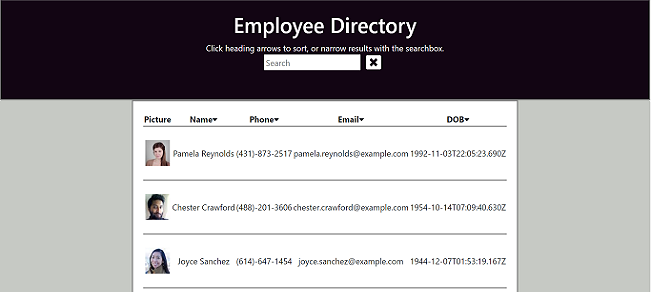 Employee Directory
Click heading arrows to sort, or narrow results with the searchbox.
Search
Picture Name Phone Email DOB
Pamela Reynolds (431)-873-2517 pamela.reynolds@example.com 1992-11-03T22:05:23.690Z
Chester Crawford (488)-201-3606 chester.crawford@example.com 1954-10-14T07:09:40.630Z
Joyce Sanchez (614)-647-1454 joyce.sanchez@example.com 1944-12-07T01:53:19.167Z